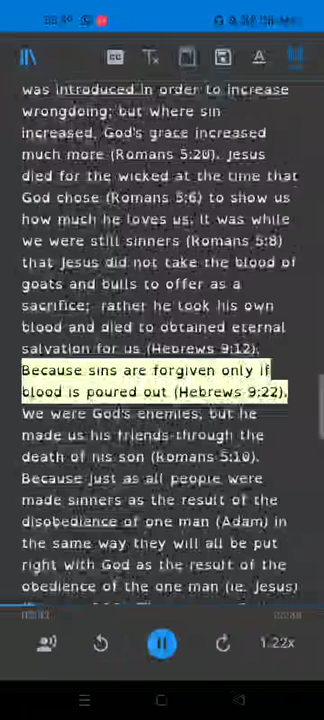 was introduced in order to increase
wrongdoing; but where sin
increased, God's grace increased
much more (Romans 5:20). Jesus
died for the wicked at the time that
God chose (Romans 5:6) to show us
how much he loves us. It was while
we were still sinners (Romans 5:8)
that Jesus did not take the blood of
goats and bulls to offer as a
sacrifice; rather he took his own
blood and died to obtained eternal
salvation for us (Hebrews 9:12).
Because sins are forgiven only if
blood is poured out (Hebrews 9:22).
We were God's enemies, but he
made us his friends through the
death of his son (Romans 5:10).
Because just as all people were
made sinners as the result of the
disobedience of one man (Adam) in
the same way they will all be put
right with God as the result of the
obedience of the one man (ie. Jesus)
1.22x